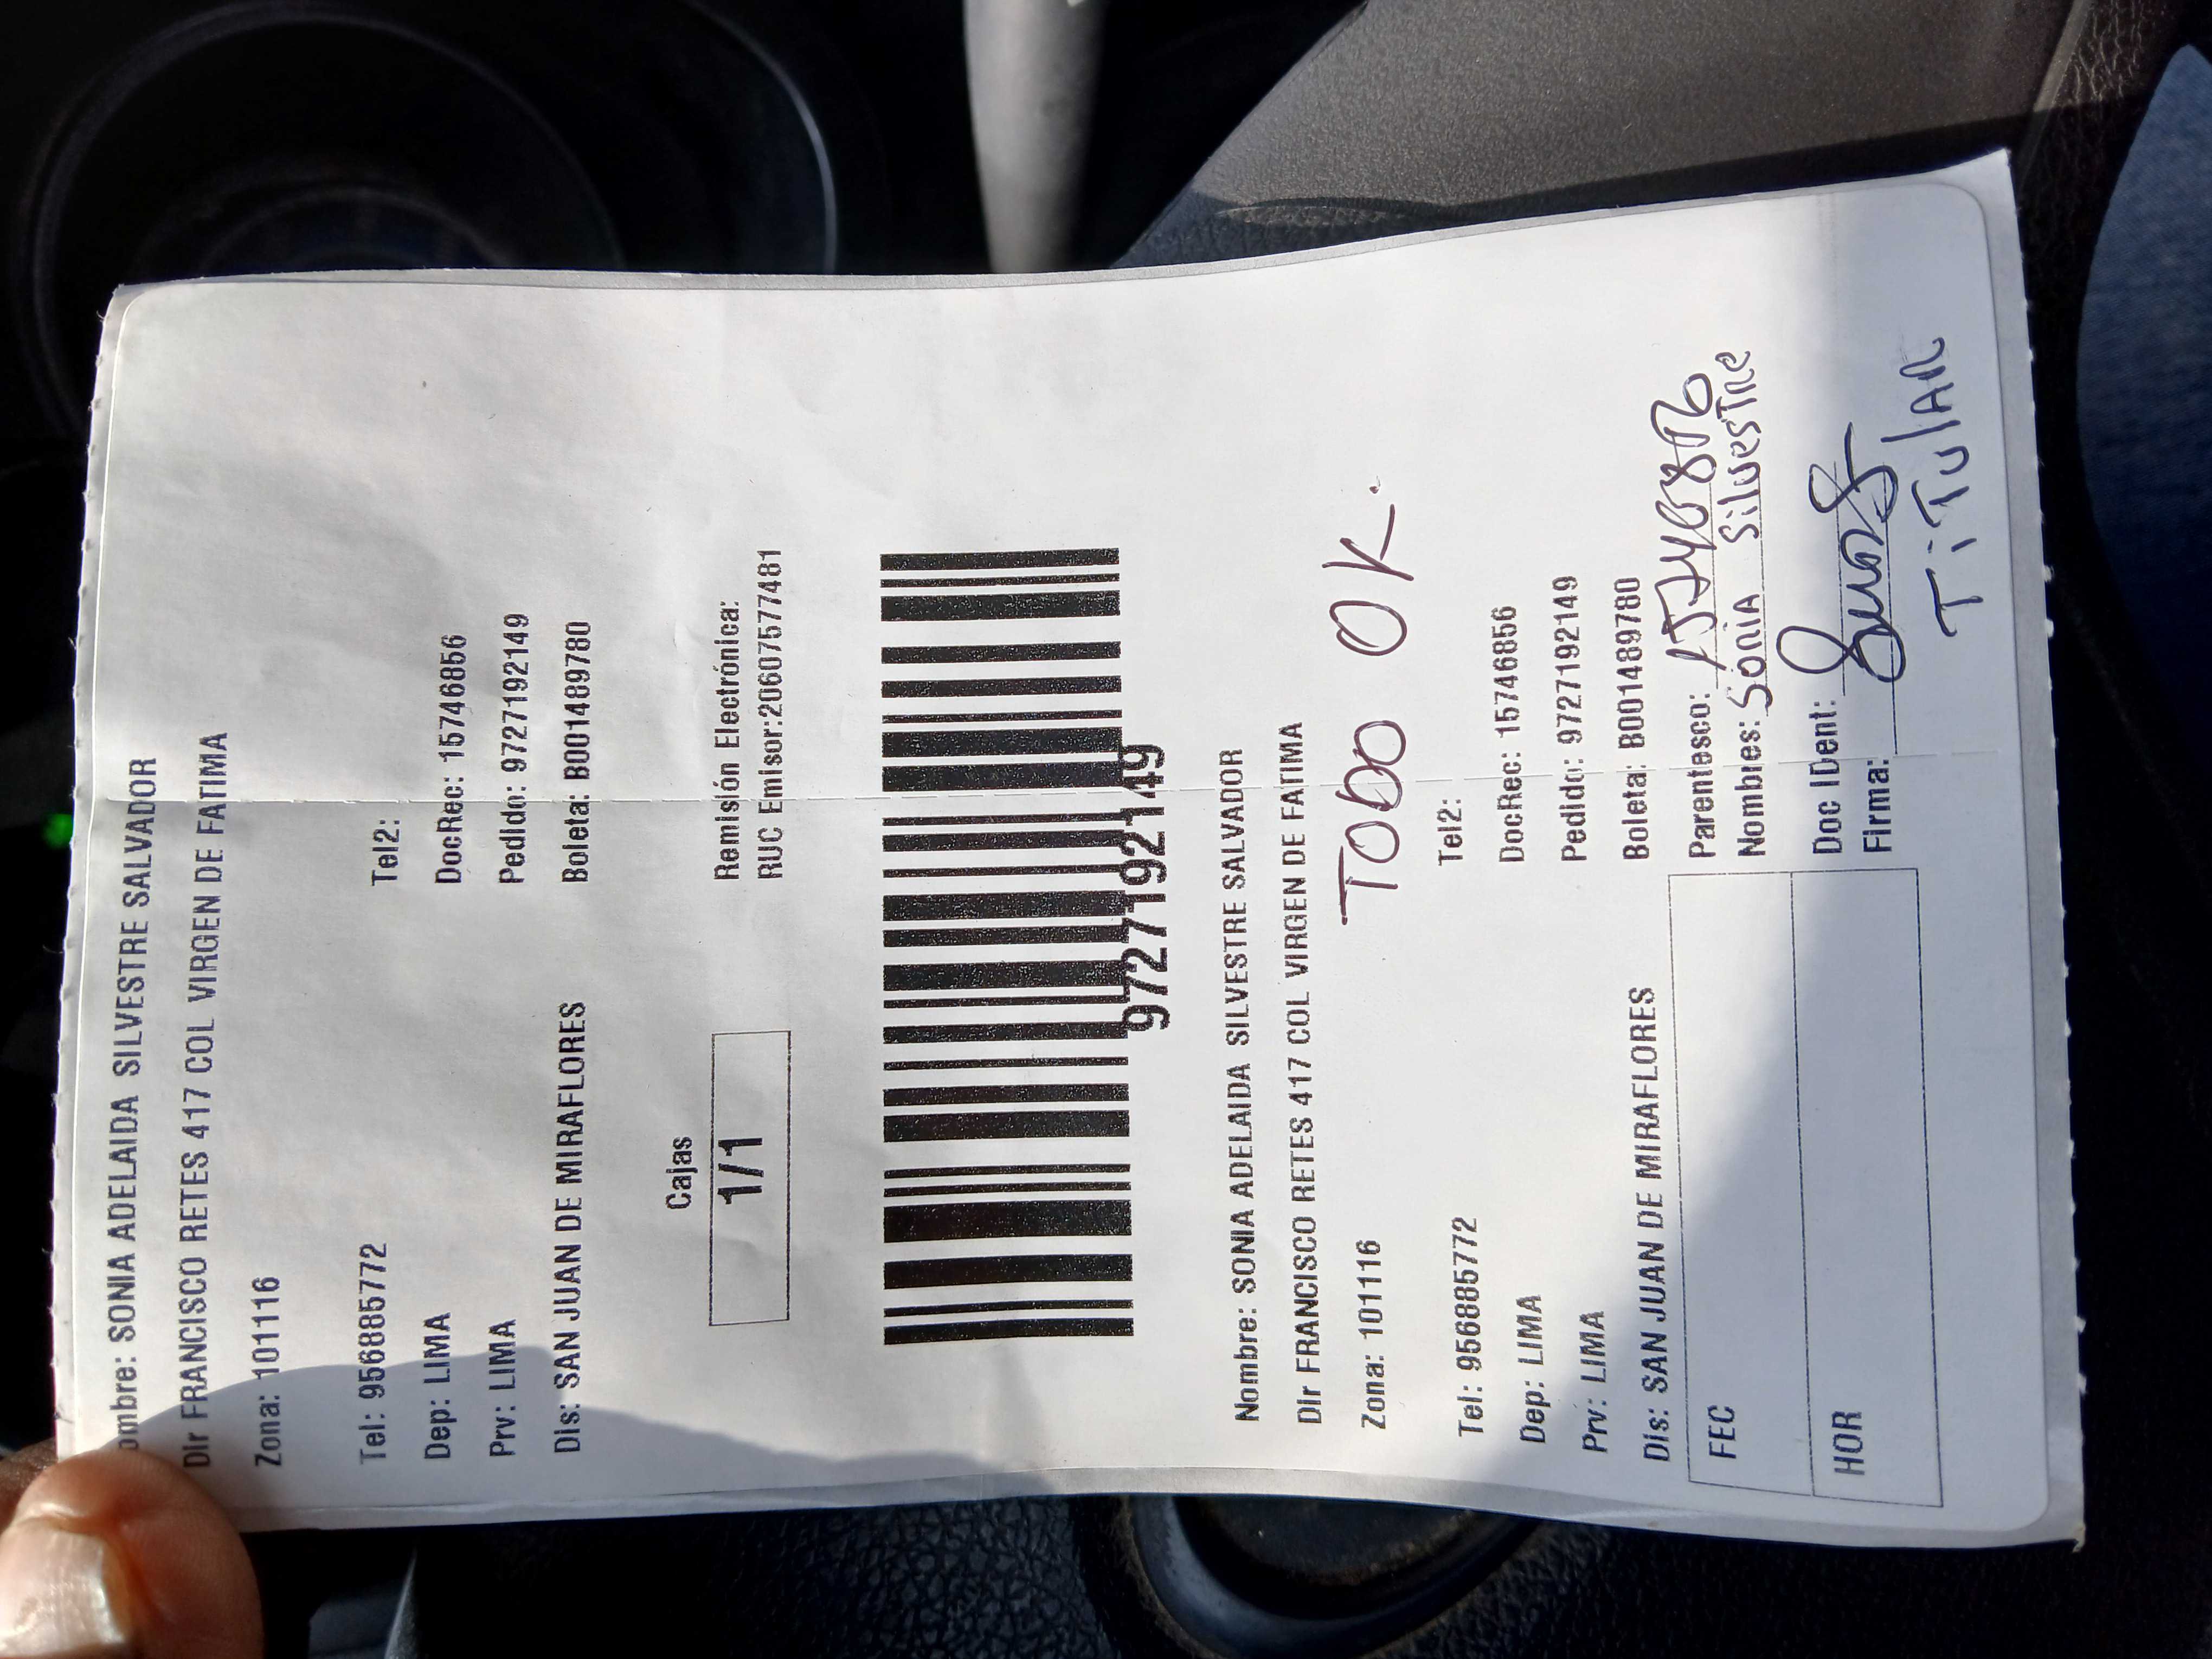 ombre: SONIA ADELAIDA SILVESTRE SALVADOR
Dir FRANCISCO RETES 417 COL VIRGEN DE FATIMA
Zona: 101116
Tel: 956885772 Tel2:
Dep: LIMA DocRec: 15746856
Prv: LIMA Pedido: 9727192149
Dis: SAN JUAN DE MIRAFLORES Boleta: B001489780
Cajas Remisión Electrónica:
1/1 RUC Emisor:20607577481
9727192149
Nombre: SONIA ADELAIDA SILVESTRE SALVADOR
Dir FRANCISCO RETES 417 COL VIRGEN DE FATIMA
TODO OK.
Zona: 101116
Tel: 956885772 Tel2:
Dep: LIMA DocRec: 15746856
Prv: LIMA Pedido: 9727192149
Dis: SAN JUAN DE MIRAFLORES Boleta: B001489780
FEC Parentesco:
Nombres: Sonia Silvestre
HOR Doc IDent:
Firma:
TiTulAR